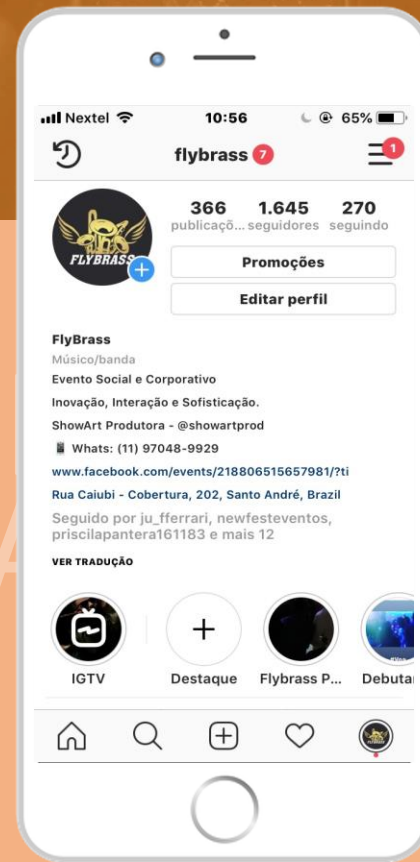 Nextel 10:56 65%
flybrass 7 1
366 1.645 270
publicaçõ... seguidores seguindo
FLYBRASS
Promoções
Editar perfil
FlyBrass
Músico/banda
Evento Social e Corporativo
Inovação, Interação e Sofisticação.
ShowArt Produtora - @showartprod
Whats: (11) 97048-9929
www.facebook.com/events/218806515657981/?ti
Rua Caiubi - Cobertura, 202, Santo André, Brazil
Seguido por ju_fferrari, newfesteventos,
priscilapantera161183 e mais 12
VER TRADUÇÃO
IGTV Destaque Flybrass P... Debutar